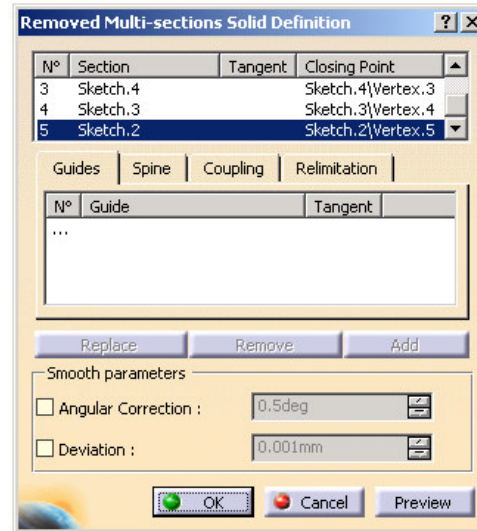 Removed Multi-sections Solid Definition ? X
N° Section Tangent Closing Point
3 Sketch.4 Sketch.4\Vertex.3
4 Sketch.3 Sketch.3\Vertex.4
5 Sketch.2 Sketch.2\Vertex.5
Guides Spine Coupling Relimitation
N° Guide Tangent
...
Replace Remove Add
Smooth parameters
Angular Correction : 0.5deg
Deviation : 0.001mm
OK Cancel Preview